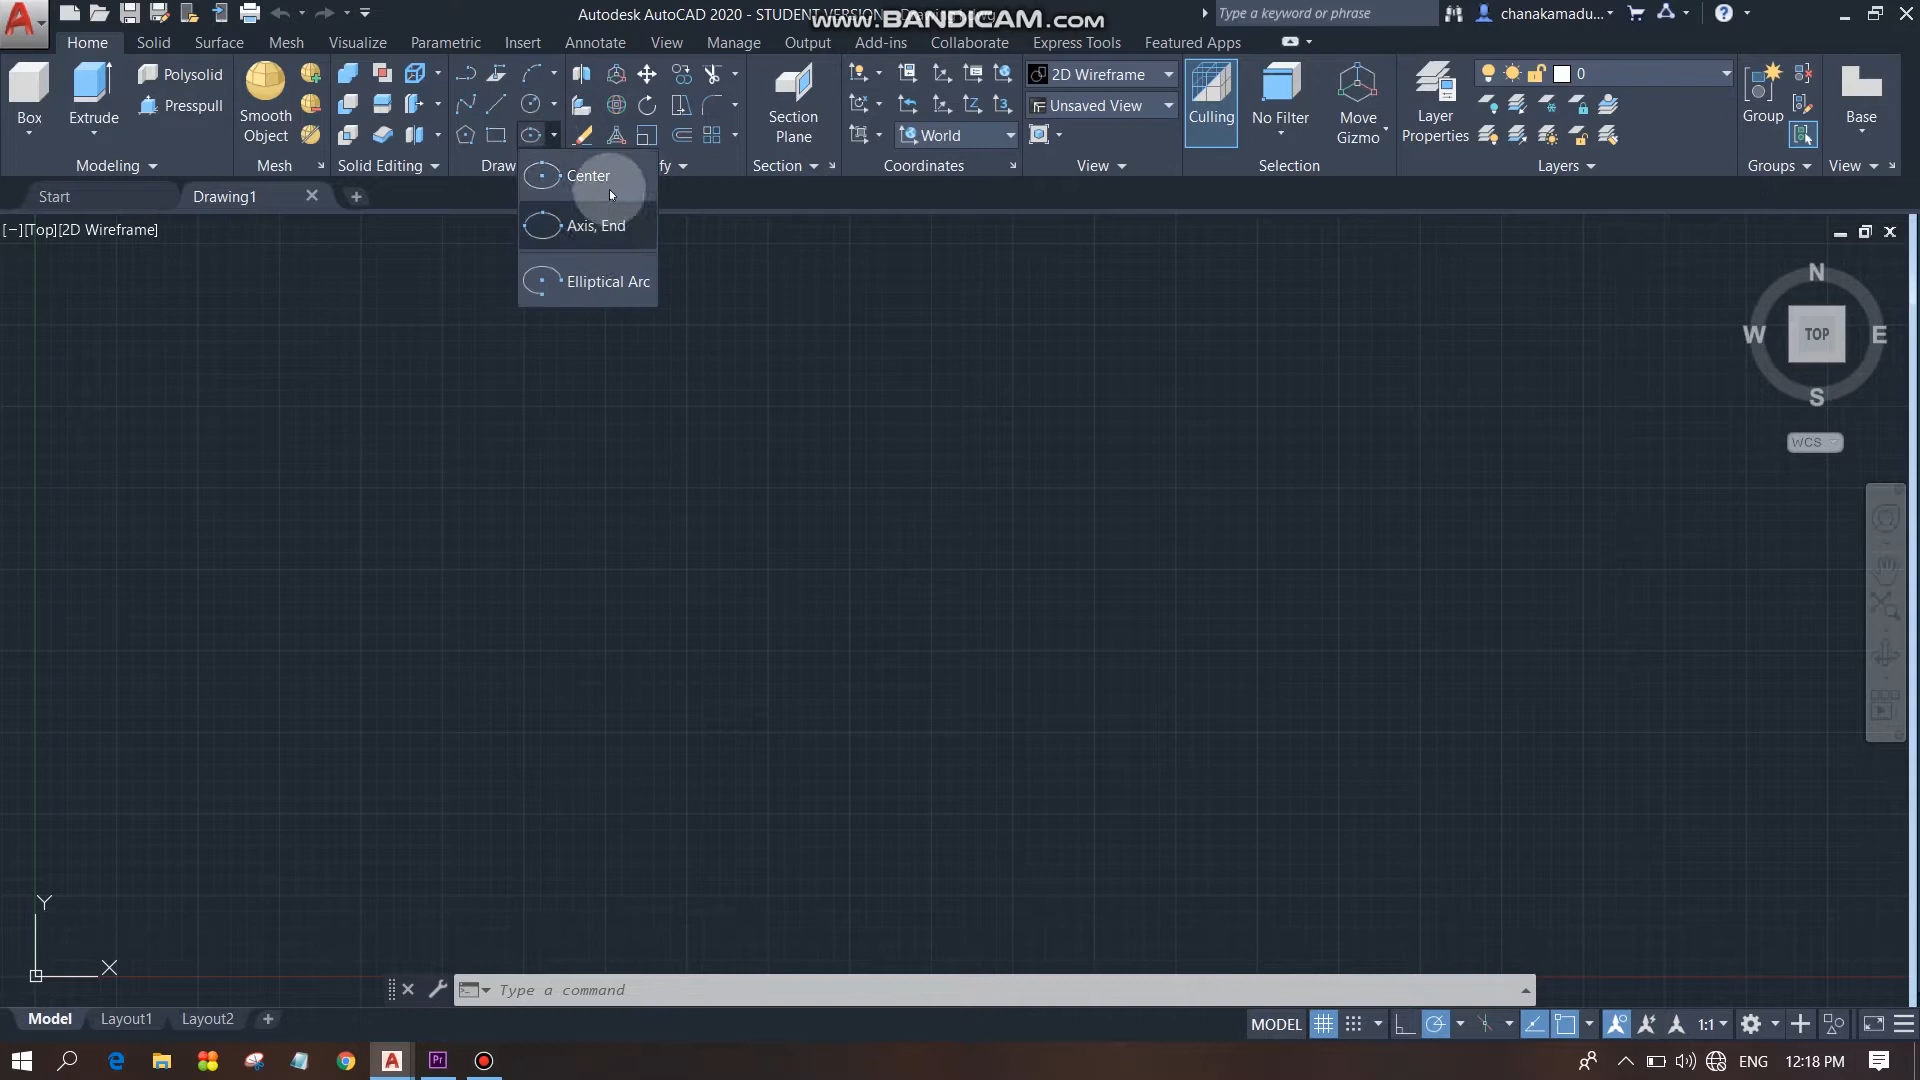 Autodesk AutoCAD 2020 - STUDENT VERSION
www.BANDICAM.com
Type a keyword or phrase
chanakamadu...
Home Solid Surface Mesh Visualize Parametric Insert Annotate View Manage Output Add-ins Collaborate Express Tools Featured Apps
Box
Extrude
Polysolid
Presspull
Smooth
Object
Section
Plane
2D Wireframe
Unsaved View
World
Culling
No Filter
Move
Gizmo
Layer
Properties
0
Group
Base
Modeling Mesh Solid Editing Draw fy Section Coordinates View Selection Layers Groups View
Start Drawing1
Center
Axis, End
Elliptical Arc
[−][Top][2D Wireframe]
N
W TOP E
S
WCS
Y
X
Type a command
Model Layout1 Layout2
MODEL 1:1
A Pr ENG 12:18 PM